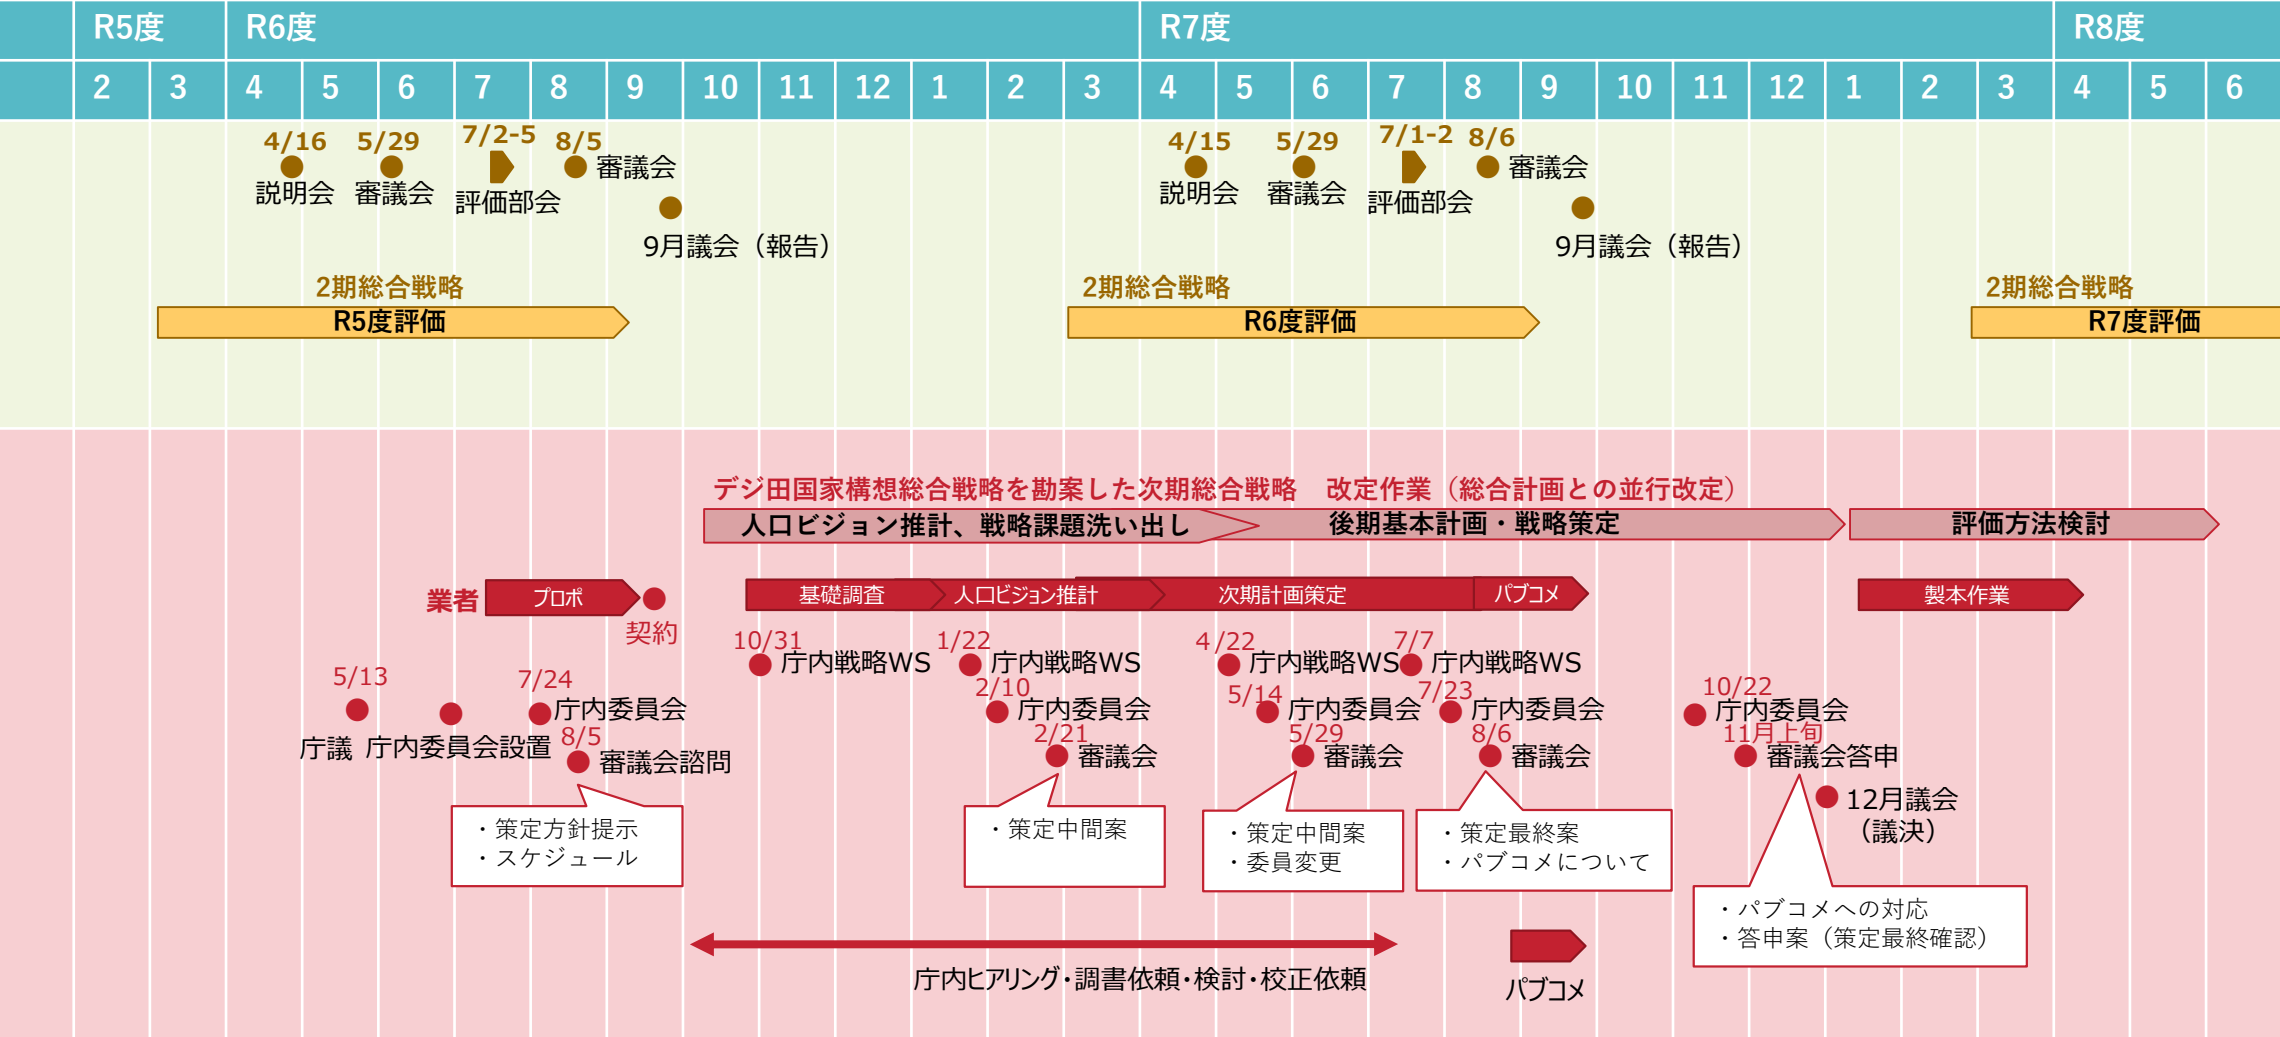 R5度 R6度 R7度 R8度
2 3 4 5 6 7 8 9 10 11 12 1 2 3 4 5 6 7 8 9 10 11 12 1 2 3 4 5 6
4/16 5/29 7/2-5 8/5 4/15 5/29 7/1-2 8/6
審議会 審議会
説明会 審議会 評価部会 説明会 審議会 評価部会
9月議会（報告） 9月議会（報告）
2期総合戦略 2期総合戦略 2期総合戦略
R5度評価 R6度評価 R7度評価
デジ田国家構想総合戦略を勘案した次期総合戦略　改定作業（総合計画との並行改定）
人口ビジョン推計、戦略課題洗い出し 後期基本計画・戦略策定 評価方法検討
業者 プロポ 基礎調査 人口ビジョン推計 次期計画策定 パブコメ 製本作業
契約
10/31 1/22 4/22 7/7
庁内戦略WS 庁内戦略WS 庁内戦略WS 庁内戦略WS
5/13 7/24 2/10 5/14 7/23 10/22
庁内委員会 庁内委員会 庁内委員会 庁内委員会 庁内委員会
8/5 2/21 5/29 8/6 11月上旬
庁議 庁内委員会設置 審議会諮問 審議会 審議会 審議会 審議会答申
12月議会
（議決）
・策定方針提示
・スケジュール
・策定中間案
・策定中間案
・委員変更
・策定最終案
・パブコメについて
・パブコメへの対応
・答申案（策定最終確認）
庁内ヒアリング・調書依頼・検討・校正依頼
パブコメ